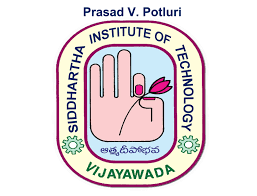 Prasad V. Potluri
SIDDHARTHA INSTITUTE OF TECHNOLOGY
ఆత్మదీపోభవ
VIJAYAWADA